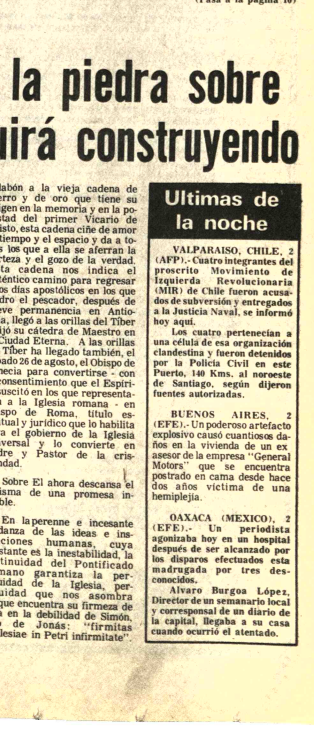 (Pasa a la página 10)
la piedra sobre
uirá construyendo
labón a la vieja cadena de
erro y de oro que tiene su
igen en la memoria y en la po-
stad del primer Vicario de
isto, esta cadena ciñe de amor
tiempo y el espacio y da a to-
s los que a ella se aferran la
rteza y el gozo de la verdad.
ta cadena nos indica el
téntico camino para regresar
os días apostólicos en los que
dro el pescador, después de
eve permanencia en Antio-
a, llegó a las orillas del Tíber
ijó su cátedra de Maestro en
Ciudad Eterna. A las orillas
Tíber ha llegado también, el
ado 26 de agosto, el Obispo de
necia para convertirse - con
consentimiento que el Espíri-
suscitó en los que representa-
a la Iglesia romana - en
spo de Roma, título es-
itual y jurídico que lo habilita
a el gobierno de la Iglesia
versal y lo convierte en
dre y Pastor de la cris-
ndad.
Sobre El ahora descansa el
isma de una promesa in-
ble.
En la perenne e incesante
danza de las ideas e ins-
ciones humanas, cuya
stante es la inestabilidad, la
tinuidad del Pontificado
mano garantiza la per-
uidad de la Iglesia, per-
uidad que nos asombra
que encuentra su firmeza de
a en la debilidad de Simón,
de Jonás: "firmitas
lesiae in Petri infirmitate".
Ultimas de
la noche
VALPARAISO, CHILE, 2
(AFP).- Cuatro integrantes del
proscrito Movimiento de
Izquierda Revolucionaria
(MIR) de Chile fueron acusa-
dos de subversión y entregados
a la Justicia Naval, se informó
hoy aquí.
Los cuatro pertenecían a
una célula de esa organización
clandestina y fueron detenidos
por la Policía Civil en este
Puerto, 140 Kms. al noroeste
de Santiago, según dijeron
fuentes autorizadas.
BUENOS AIRES, 2
(EFE).- Un poderoso artefacto
explosivo causó cuantiosos da-
ños en la vivienda de un ex
asesor de la empresa "General
Motors" que se encuentra
postrado en cama desde hace
dos años víctima de una
hemiplejia.
OAXACA (MEXICO), 2
(EFE).- Un periodista
agonizaba hoy en un hospital
después de ser alcanzado por
los disparos efectuados esta
madrugada por tres des-
conocidos.
Alvaro Burgoa López,
Director de un semanario local
y corresponsal de un diario de
la capital, llegaba a su casa
cuando ocurrió el atentado.